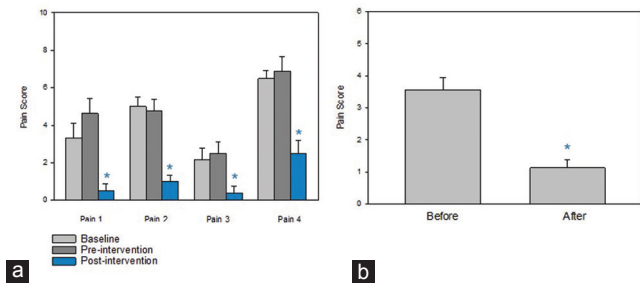 10
8
6
4
2
0
Pain Score
*
*
*
*
Pain 1
Pain 2
Pain 3
Pain 4
Baseline
Pre-intervention
Post-intervention
a
6
5
4
3
2
1
0
Pain Score
*
Before
After
b